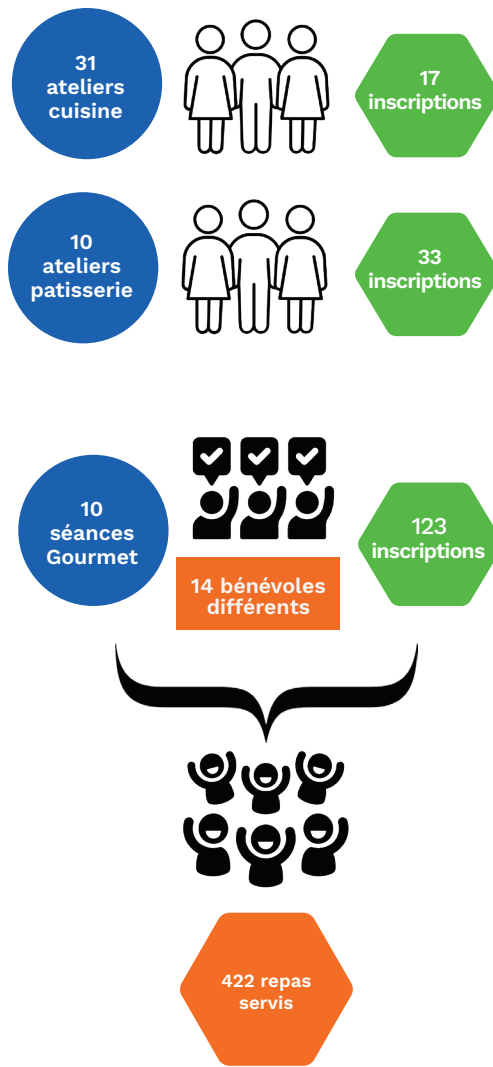 31
ateliers
cuisine
17
inscriptions
10
ateliers
patisserie
33
inscriptions
10
séances
Gourmet
14 bénévoles
différents
123
inscriptions
422 repas
servis